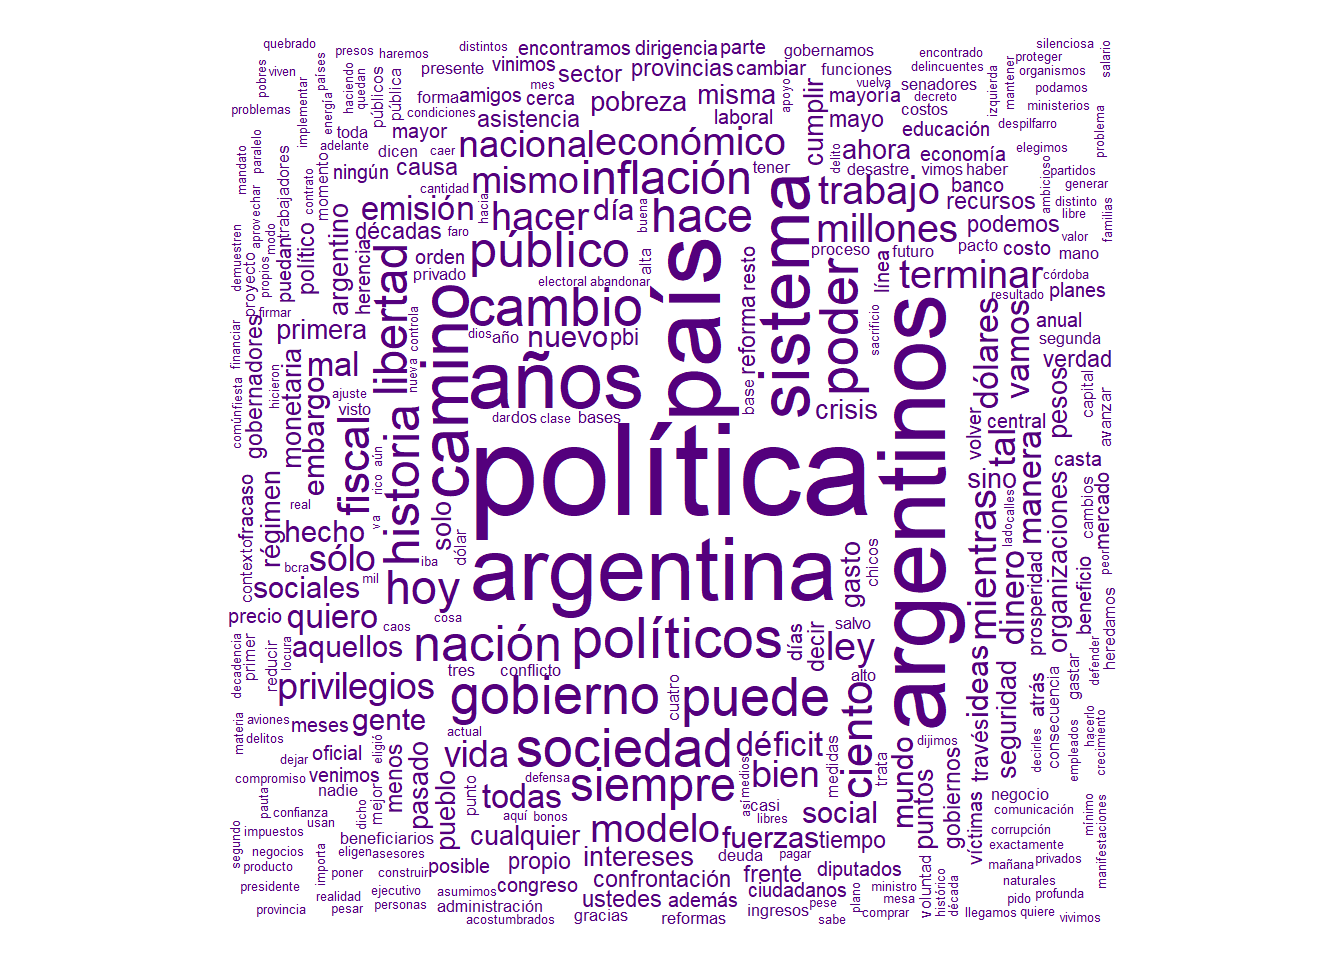 política
argentina
argentinos
país
años
sistema
camino
sociedad
gobierno
políticos
puede
nación
cambio
poder
siempre
hoy
público
hace
libertad
historia
fiscal
inflación
económico
nacional
trabajo
millones
terminar
hacer
mismo
emisión
ciento
modelo
bien
vida
ley
déficit
privilegios
quiero
sólo
mal
embargo
dólares
vamos
tal
manera
mientras
dinero
ideas
mundo
seguridad
organizaciones
pesos
crisis
nuevo
pbi
todas
social
fuerzas
intereses
cualquier
pueblo
pasado
gente
menos
aquellos
sociales
hecho
régimen
monetaria
gobernadores
primera
argentino
político
herencia
décadas
día
causa
asistencia
pobreza
misma
sector
provincias
cambiar
encontramos
dirigencia
parte
gobernamos
cumplir
mayoría
mayo
ahora
educación
economía
banco
recursos
podemos
costo
planes
anual
segunda
verdad
central
sino
volver
casta
mercado
cambios
capital
avanzar
prosperidad
beneficio
heredamos
atrás
consecuencia
gastar
través
puntos
gobiernos
víctimas
negocio
comunicación
corrupción
exactamente
mañana
privados
naturales
pido
profunda
llegamos
quiere
vivimos
voluntad
histórico
década
ministro
mesa
comprar
plano
pese
sabe
diputados
ciudadanos
ingresos
frente
además
reformas
ustedes
gracias
confrontación
congreso
administración
acostumbrados
asumimos
propio
posible
construir
ejecutivo
personas
beneficiarios
eligen
asesores
poner
realidad
pesar
importa
provincia
presidente
producto
negocios
segundo
impuestos
usan
confianza
pauta
compromiso
nadie
venimos
oficial
meses
dejar
delitos
aviones
materia
eligió
mejores
dicho
punto
tres
conflicto
actual
defensa
aquí
bonos
casi
libres
así
medios
medidas
trata
tiempo
deuda
pagar
dijimos
alto
salvo
días
decir
cuatro
gasto
chicos
cosa
caos
iba
dólar
solo
mil
bcra
va
real
rico
aún
visto
ajuste
hicieron
común
fiesta
fracaso
contexto
precio
primer
decadencia
reducir
locura
financiar
firmar
proyecto
propios
modo
puedan
demuestren
aprovechar
trabajadores
contrato
momento
mandato
paralelo
ningún
adelante
toda
dicen
caer
mayor
cantidad
condiciones
forma
amigos
cerca
mes
presente
vinimos
distintos
haremos
presos
quebrado
pobres
viven
países
haciendo
quedan
públicos
pública
problemas
implementar
energía
laboral
apoyo
tener
funciones
vuelva
decreto
costos
senadores
delincuentes
encontrado
silenciosa
proteger
organismos
podamos
ministerios
izquierda
mantener
salario
despilfarro
problema
elegimos
partidos
generar
distinto
libre
valor
mano
familias
ambicioso
delito
desastre
vimos
haber
proceso
futuro
pacto
línea
córdoba
resultado
sacrificio
reforma
resto
base
bases
clase
dar
dos
dios
año
nueva
controla
orden
privado
faro
hacia
electoral
abandonar
buena
alta
lado
calles
peor
defender
hacerlo
crecimiento
empleados
decirles
mínimo
manifestaciones